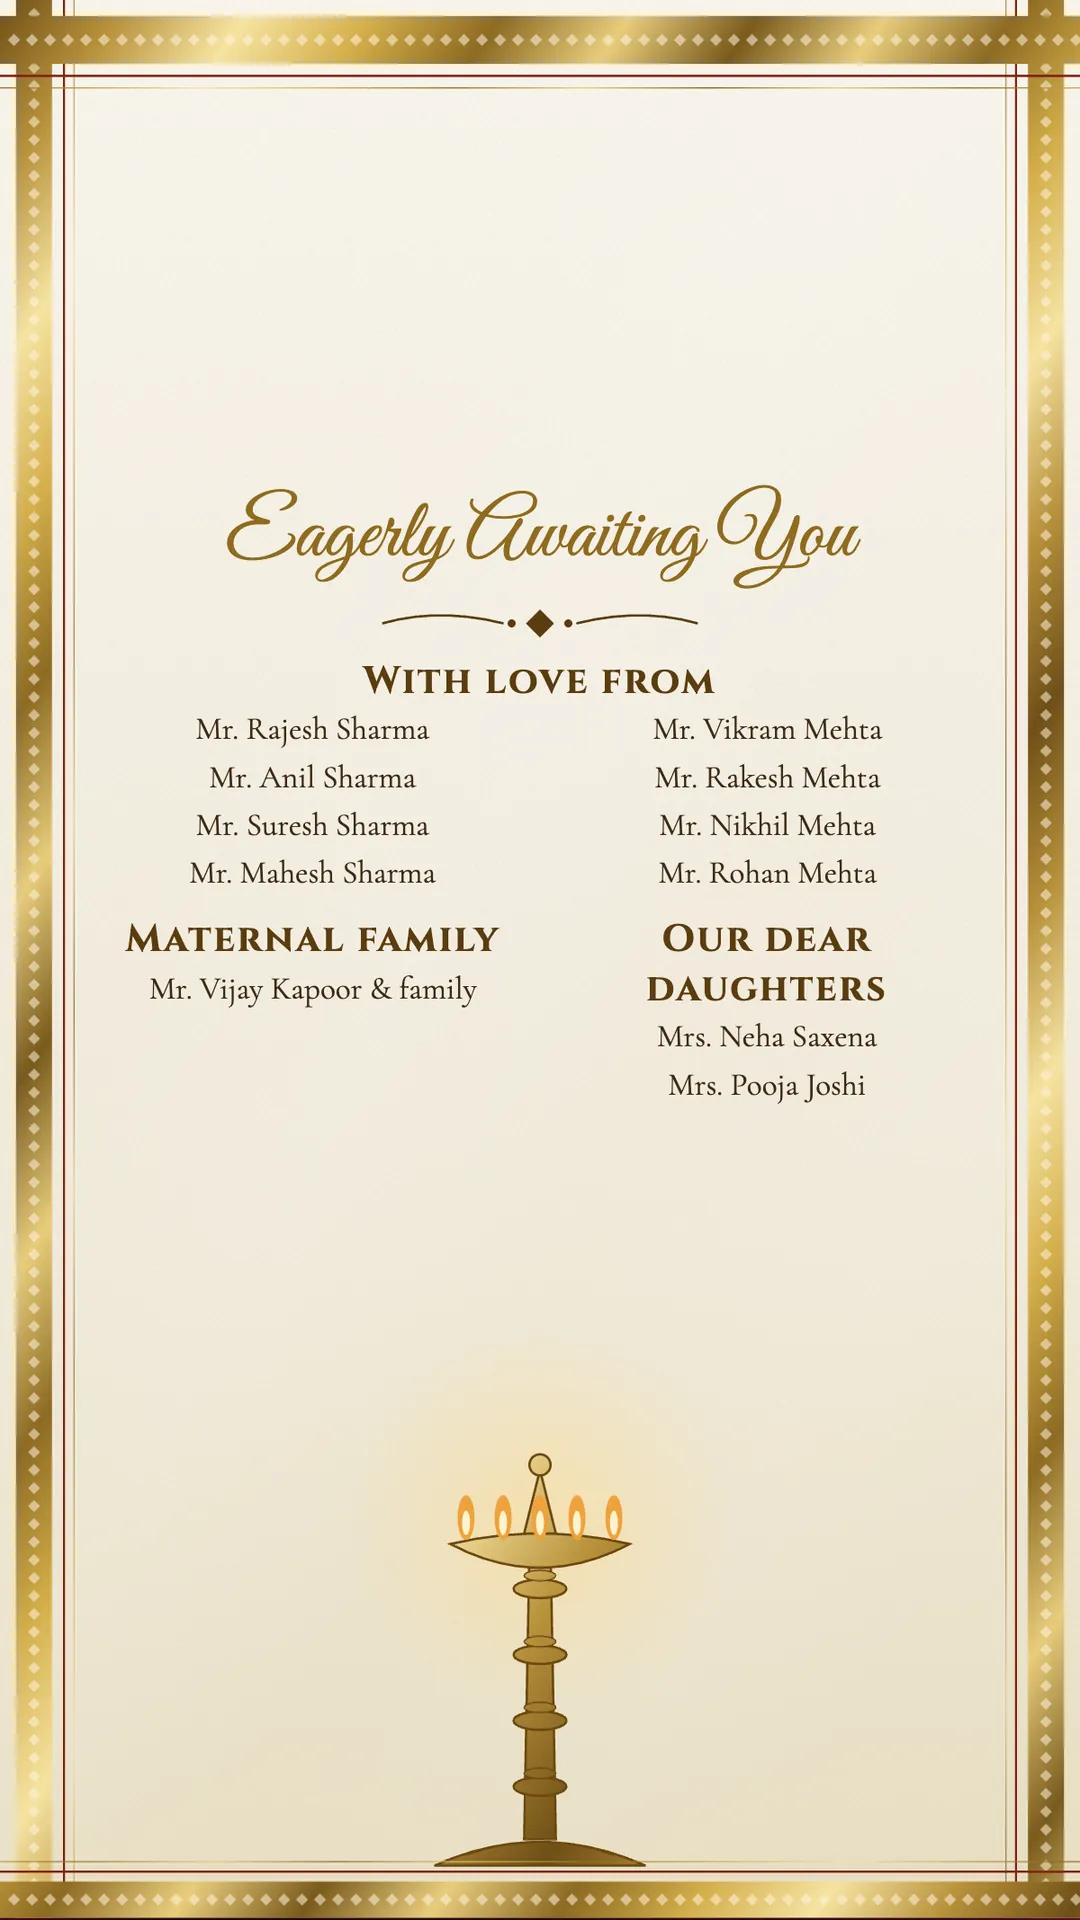 Eagerly Awaiting You
With love from
Mr. Rajesh Sharma
Mr. Anil Sharma
Mr. Suresh Sharma
Mr. Mahesh Sharma
Mr. Vikram Mehta
Mr. Rakesh Mehta
Mr. Nikhil Mehta
Mr. Rohan Mehta
Maternal family
Mr. Vijay Kapoor & family
Our dear
daughters
Mrs. Neha Saxena
Mrs. Pooja Joshi